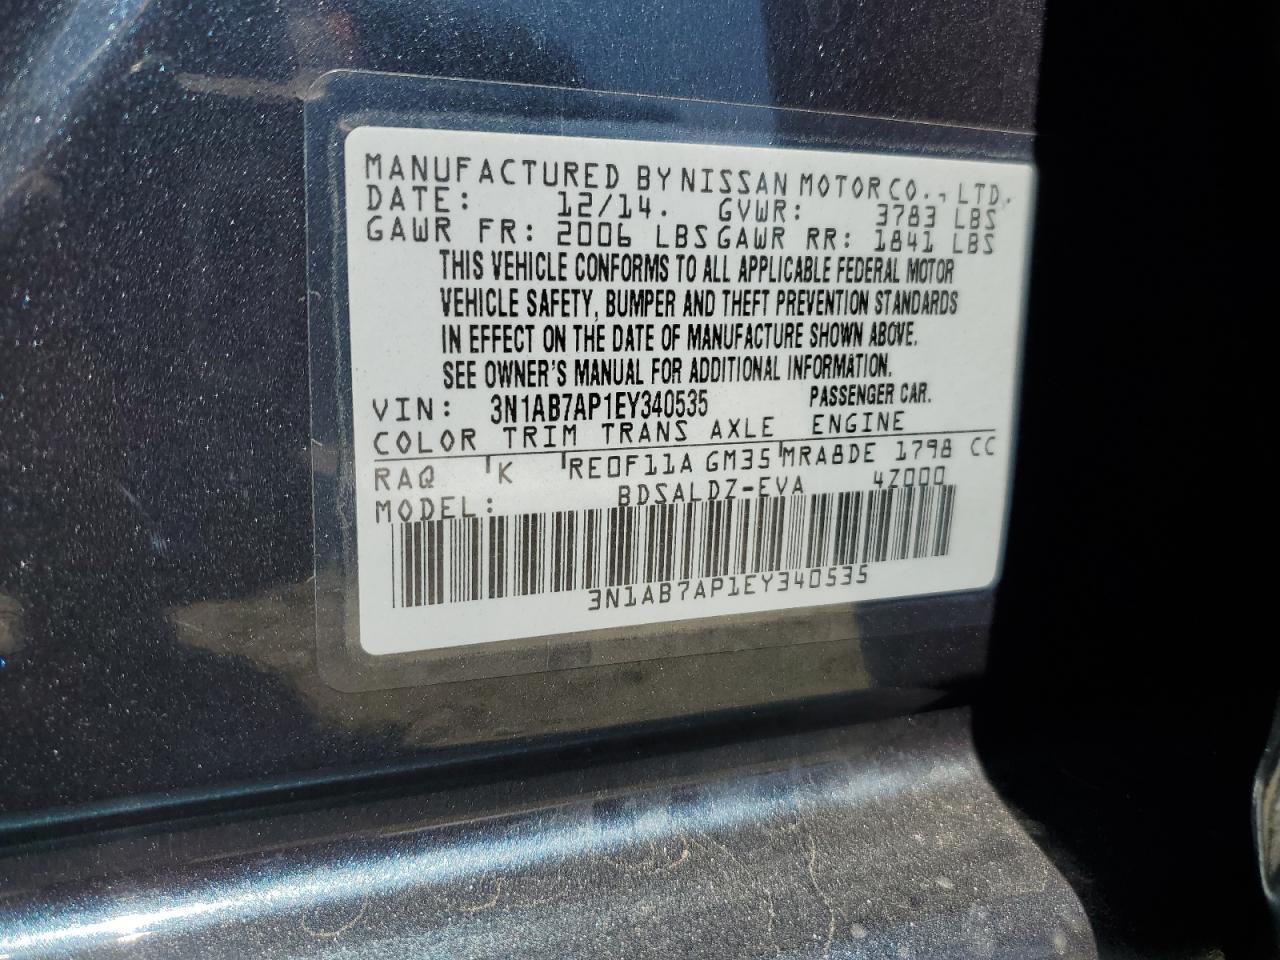 MANUFACTURED BY NISSAN MOTOR CO., LTD.
DATE: 12/14. GVWR: 3783 LBS
GAWR FR: 2006 LBS GAWR RR: 1841 LBS
THIS VEHICLE CONFORMS TO ALL APPLICABLE FEDERAL MOTOR
VEHICLE SAFETY, BUMPER AND THEFT PREVENTION STANDARDS
IN EFFECT ON THE DATE OF MANUFACTURE SHOWN ABOVE.
SEE OWNER'S MANUAL FOR ADDITIONAL INFORMATION.
VIN: 3N1AB7AP1EY340535 PASSENGER CAR.
COLOR TRIM TRANS AXLE ENGINE
RAQ K RE0F11A GM35 MRA8DE 1798 CC
MODEL: BDSALDZ-EVA 4Z000
3N1AB7AP1EY340535